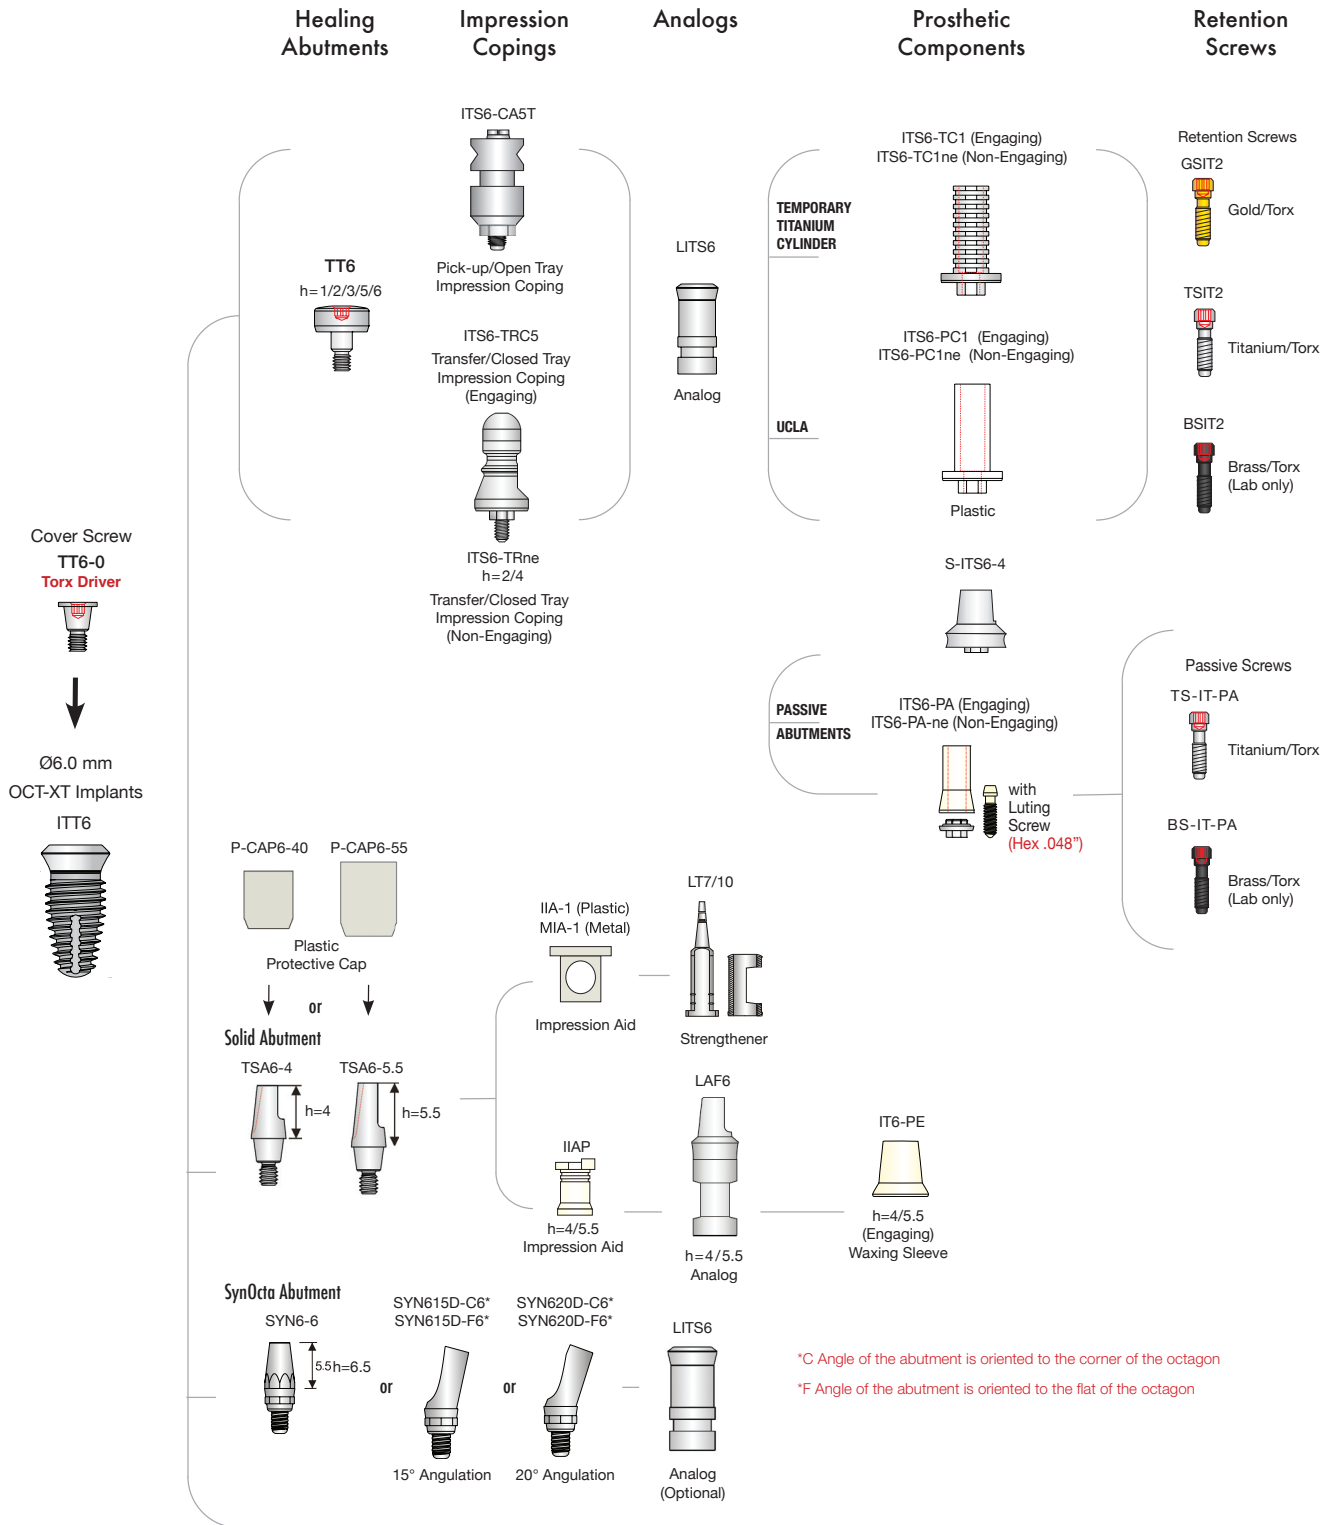 Healing
Abutments
Impression
Copings
Analogs
Prosthetic
Components
Retention
Screws
Cover Screw
TT6-0
Torx Driver
Ø6.0 mm
OCT-XT Implants
ITT6
TT6
h=1/2/3/5/6
ITS6-CA5T
Pick-up/Open Tray
Impression Coping
ITS6-TRC5
Transfer/Closed Tray
Impression Coping
(Engaging)
ITS6-TRne
h=2/4
Transfer/Closed Tray
Impression Coping
(Non-Engaging)
LITS6
Analog
TEMPORARY
TITANIUM
CYLINDER
ITS6-TC1 (Engaging)
ITS6-TC1ne (Non-Engaging)
UCLA
ITS6-PC1 (Engaging)
ITS6-PC1ne (Non-Engaging)
Plastic
Retention Screws
GSIT2
Gold/Torx
TSIT2
Titanium/Torx
BSIT2
Brass/Torx
(Lab only)
S-ITS6-4
PASSIVE
ABUTMENTS
ITS6-PA (Engaging)
ITS6-PA-ne (Non-Engaging)
with
Luting
Screw
(Hex .048”)
Passive Screws
TS-IT-PA
Titanium/Torx
BS-IT-PA
Brass/Torx
(Lab only)
P-CAP6-40
P-CAP6-55
Plastic
Protective Cap
or
Solid Abutment
TSA6-4
h=4
TSA6-5.5
h=5.5
IIA-1 (Plastic)
MIA-1 (Metal)
Impression Aid
LT7/10
Strengthener
IIAP
h=4/5.5
Impression Aid
LAF6
h=4/5.5
Analog
IT6-PE
h=4/5.5
(Engaging)
Waxing Sleeve
SynOcta Abutment
SYN6-6
5.5h=6.5
or
SYN615D-C6*
SYN615D-F6*
15° Angulation
or
SYN620D-C6*
SYN620D-F6*
20° Angulation
LITS6
Analog
(Optional)
*C Angle of the abutment is oriented to the corner of the octagon
*F Angle of the abutment is oriented to the flat of the octagon